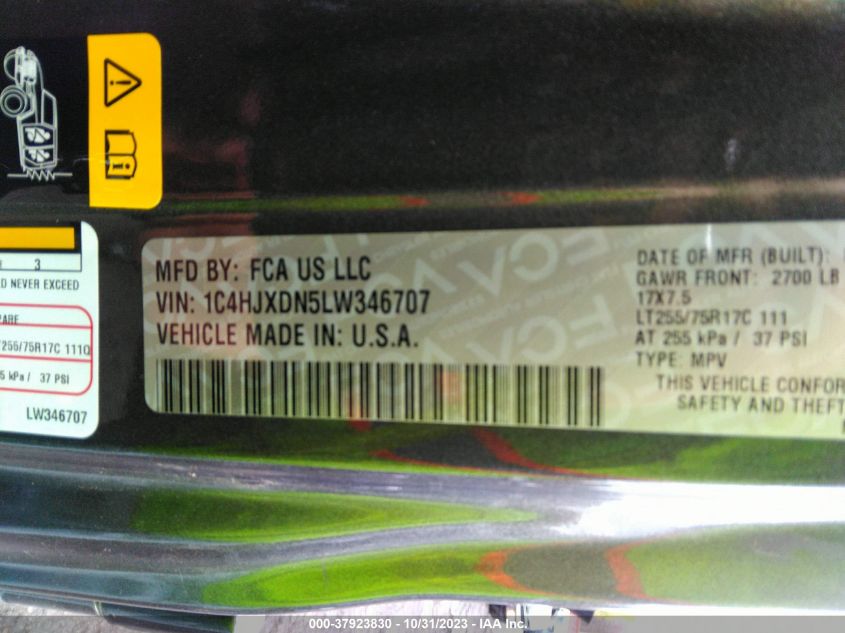 3
D NEVER EXCEED
ARE
255/75R17C 111Q
5 kPa / 37 PSI
LW346707
MFD BY: FCA US LLC
VIN: 1C4HJXDN5LW346707
VEHICLE MADE IN: U.S.A.
DATE OF MFR (BUILT):
GAWR FRONT: 2700 LB
17X7.5
LT255/75R17C 111
AT 255 kPa / 37 PSI
TYPE: MPV
THIS VEHICLE CONFOR
SAFETY AND THEFT
000-37923830 - 10/31/2023 - IAA Inc.